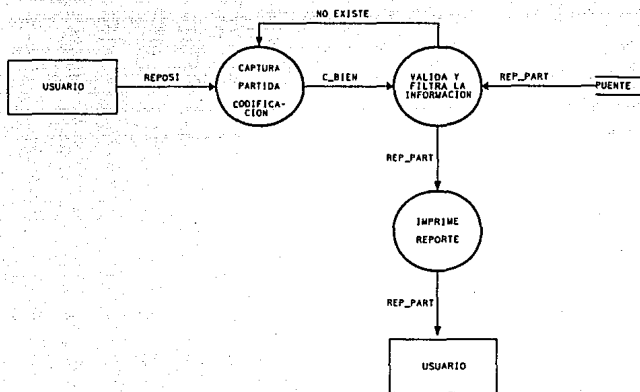 NO EXISTE
USUARIO
REPOSI
CAPTURA
PARTIDA
CODIFICA-
CION
C_BIEN
VALIDA Y
FILTRA LA
INFORMACION
REP_PART
PUENTE
REP_PART
IMPRIME
REPORTE
REP_PART
USUARIO